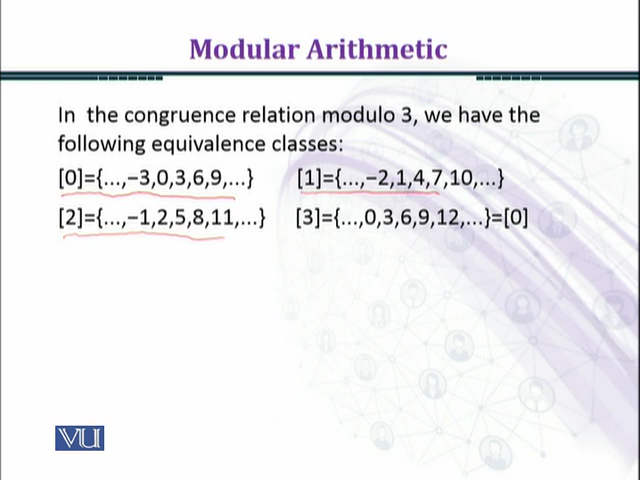 Modular Arithmetic
In the congruence relation modulo 3, we have the
following equivalence classes:
[0]={...,−3,0,3,6,9,...} [1]={...,−2,1,4,7,10,...}
[2]={...,−1,2,5,8,11,...} [3]={...,0,3,6,9,12,...}=[0]
VU